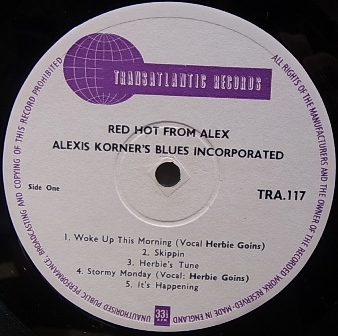 TRANSATLANTIC RECORDS
RED HOT FROM ALEX
ALEXIS KORNER'S BLUES INCORPORATED
Side One
TRA.117
1. Woke Up This Morning (Vocal Herbie Goins)
2. Skippin
3. Herbie's Tune
4. Stormy Monday (Vocal: Herbie Goins)
5. It's Happening
33⅓
R.P.M.
ALL RIGHTS OF THE MANUFACTURERS AND THE OWNER OF THE RECORDED WORK RESERVED-MADE IN ENGLAND
UNAUTHORISED PUBLIC PERFORMANCE, BROADCASTING AND COPYING OF THIS RECORD PROHIBITED